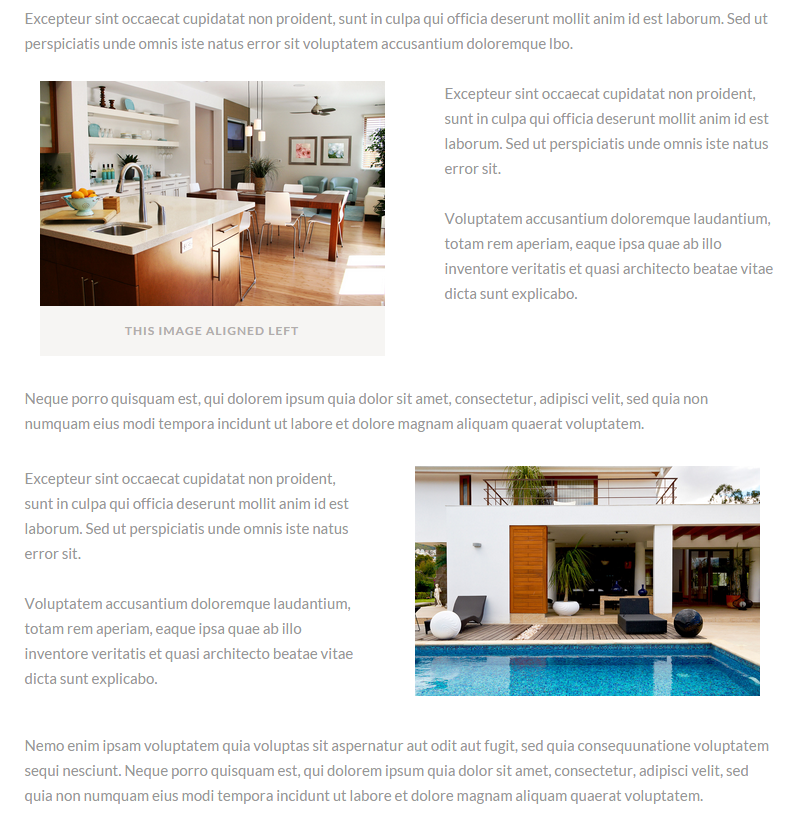 Excepteur sint occaecat cupidatat non proident, sunt in culpa qui officia deserunt mollit anim id est laborum. Sed ut
perspiciatis unde omnis iste natus error sit voluptatem accusantium doloremque lbo.
Excepteur sint occaecat cupidatat non proident,
sunt in culpa qui officia deserunt mollit anim id est
laborum. Sed ut perspiciatis unde omnis iste natus
error sit.
Voluptatem accusantium doloremque laudantium,
totam rem aperiam, eaque ipsa quae ab illo
inventore veritatis et quasi architecto beatae vitae
dicta sunt explicabo.
THIS IMAGE ALIGNED LEFT
Neque porro quisquam est, qui dolorem ipsum quia dolor sit amet, consectetur, adipisci velit, sed quia non
numquam eius modi tempora incidunt ut labore et dolore magnam aliquam quaerat voluptatem.
Excepteur sint occaecat cupidatat non proident,
sunt in culpa qui officia deserunt mollit anim id est
laborum. Sed ut perspiciatis unde omnis iste natus
error sit.
Voluptatem accusantium doloremque laudantium,
totam rem aperiam, eaque ipsa quae ab illo
inventore veritatis et quasi architecto beatae vitae
dicta sunt explicabo.
Nemo enim ipsam voluptatem quia voluptas sit aspernatur aut odit aut fugit, sed quia consequunatione voluptatem
sequi nesciunt. Neque porro quisquam est, qui dolorem ipsum quia dolor sit amet, consectetur, adipisci velit, sed
quia non numquam eius modi tempora incidunt ut labore et dolore magnam aliquam quaerat voluptatem.